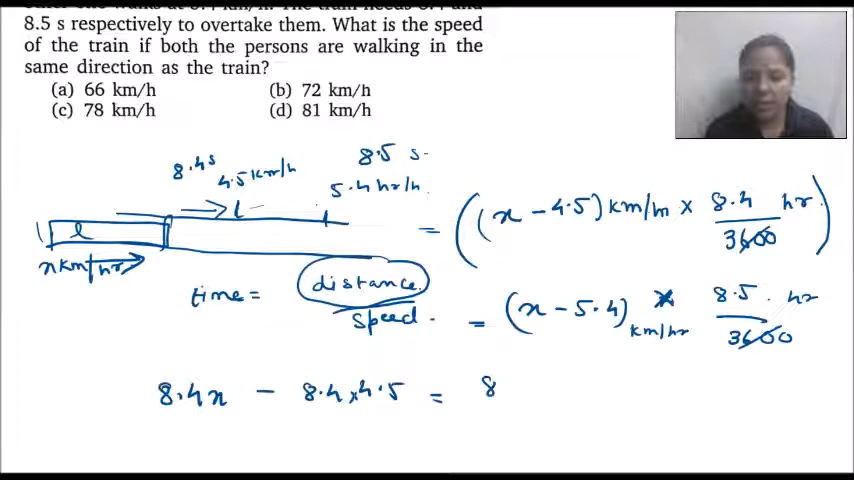 8.5 s respectively to overtake them. What is the speed
of the train if both the persons are walking in the
same direction as the train?
(a) 66 km/h (b) 72 km/h
(c) 78 km/h (d) 81 km/h
8.4s 8.5 s.
4.5km/h 5.4 hr/h.
l
x km/hr
= ((x - 4.5) km/m × 8.4/3600 hr.)
time = distance/speed.
= (x - 5.4) km/hr × 8.5/3600 . hr
8.4x - 8.4×4.5 = 8